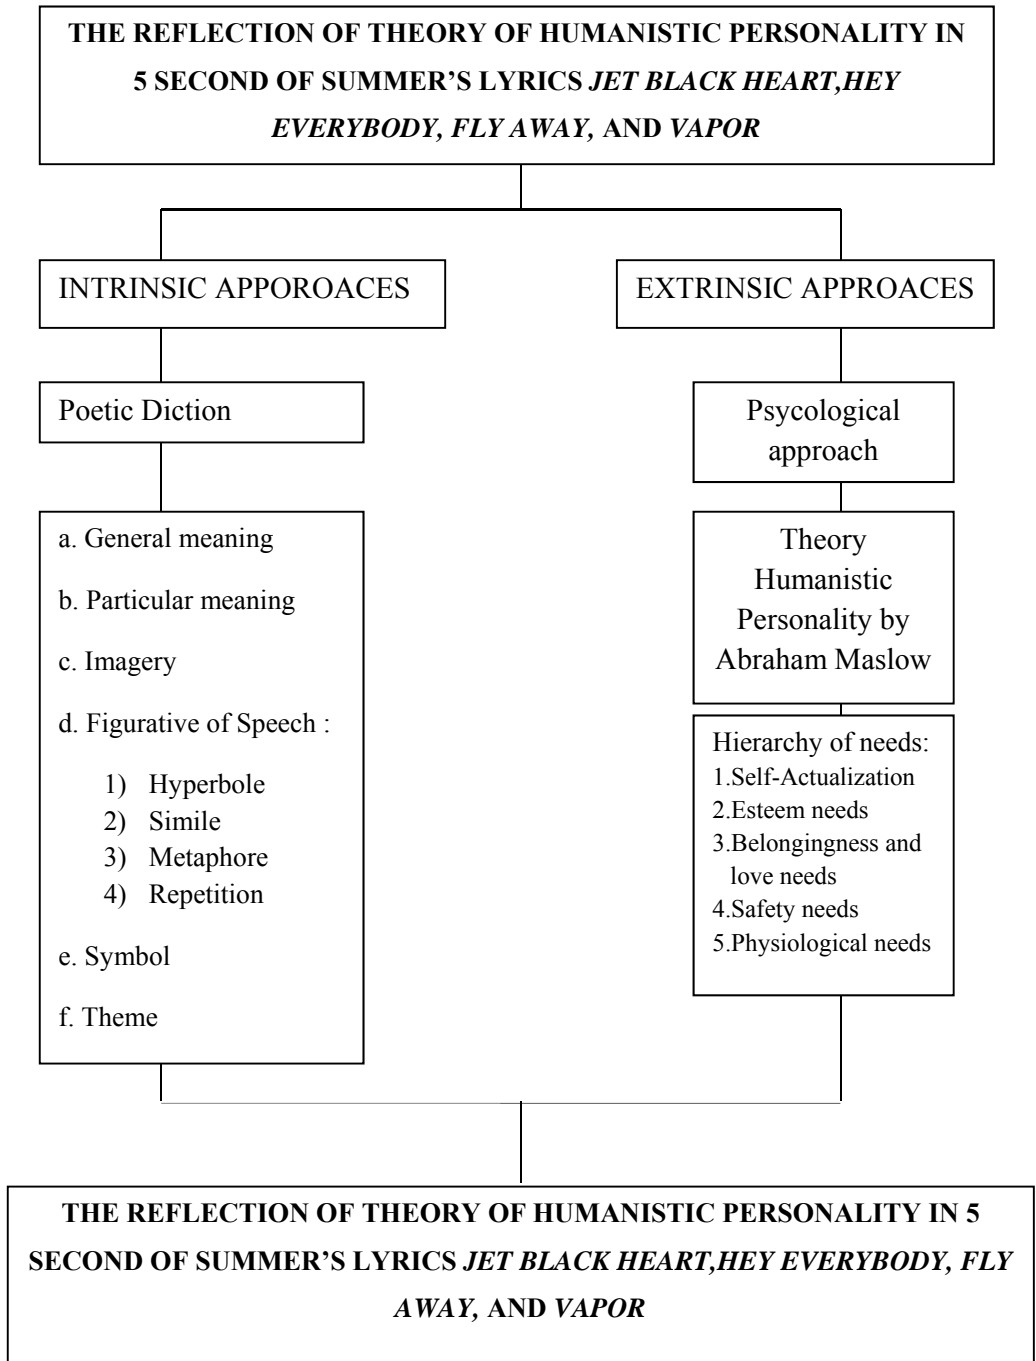 THE REFLECTION OF THEORY OF HUMANISTIC PERSONALITY IN
5 SECOND OF SUMMER’S LYRICS JET BLACK HEART,HEY
EVERYBODY, FLY AWAY, AND VAPOR
INTRINSIC APPOROACES
EXTRINSIC APPROACES
Poetic Diction
Psycological
approach
a. General meaning
b. Particular meaning
c. Imagery
d. Figurative of Speech :
1) Hyperbole
2) Simile
3) Metaphore
4) Repetition
e. Symbol
f. Theme
Theory
Humanistic
Personality by
Abraham Maslow
Hierarchy of needs:
1.Self-Actualization
2.Esteem needs
3.Belongingness and
love needs
4.Safety needs
5.Physiological needs
THE REFLECTION OF THEORY OF HUMANISTIC PERSONALITY IN 5
SECOND OF SUMMER’S LYRICS JET BLACK HEART,HEY EVERYBODY, FLY
AWAY, AND VAPOR